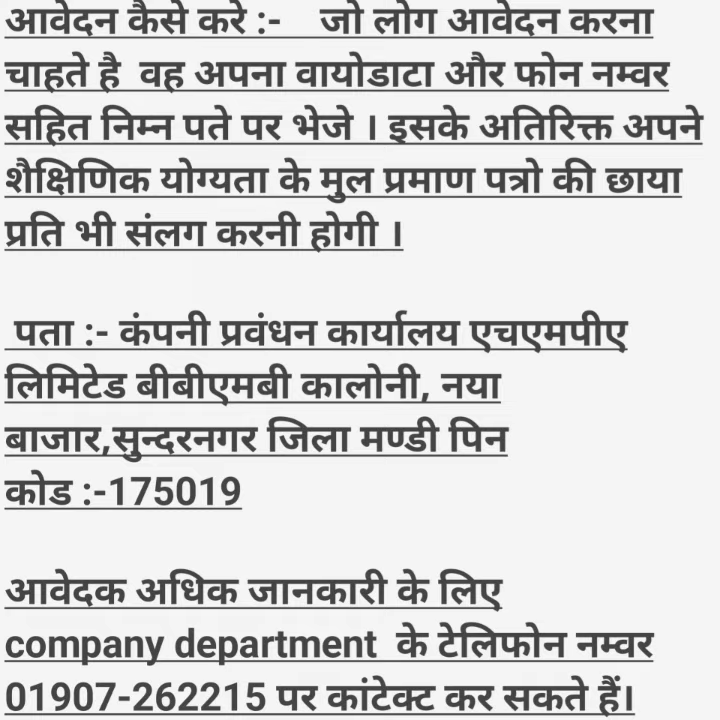 आवेदन कैसे करे :- जो लोग आवेदन करना
चाहते है वह अपना वायोडाटा और फोन नम्वर
सहित निम्न पते पर भेजे । इसके अतिरिक्त अपने
शैक्षिणिक योग्यता के मुल प्रमाण पत्रो की छाया
प्रति भी संलग करनी होगी ।
पता :- कंपनी प्रवंधन कार्यालय एचएमपीए
लिमिटेड बीबीएमबी कालोनी, नया
बाजार,सुन्दरनगर जिला मण्डी पिन
कोड :-175019
आवेदक अधिक जानकारी के लिए
company department के टेलिफोन नम्वर
01907-262215 पर कांटेक्ट कर सकते हैं।